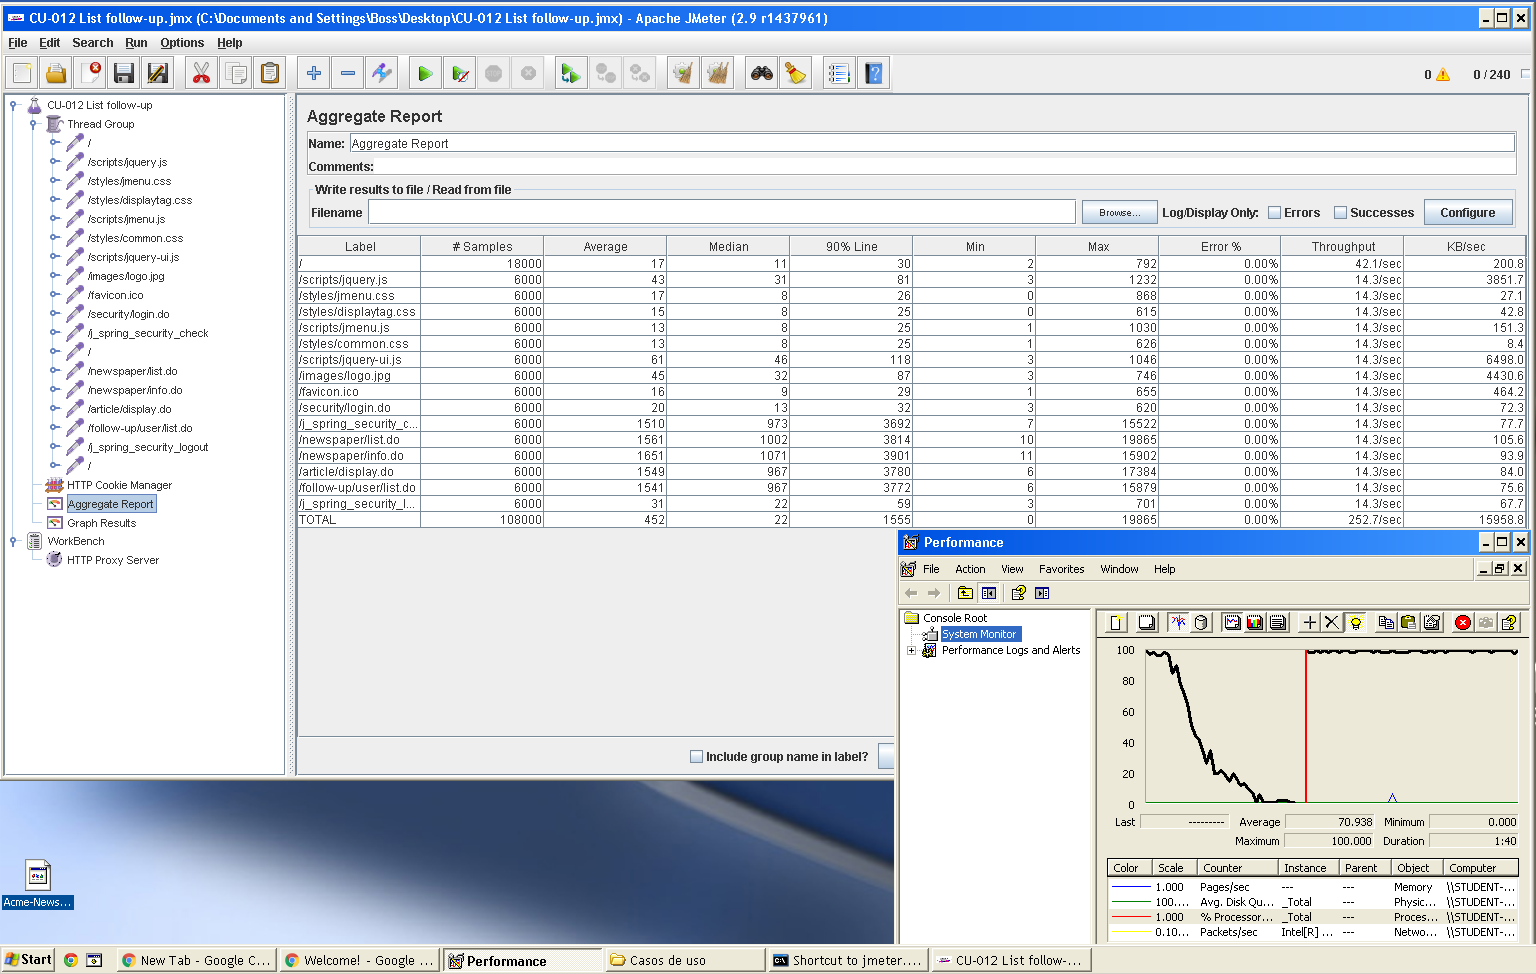 CU-012 List follow-up.jmx (C:\Documents and Settings\Boss\Desktop\CU-012 List follow-up.jmx) - Apache JMeter (2.9 r1437961)
File Edit Search Run Options Help
0 0 / 240
CU-012 List follow-up
Thread Group
/
/scripts/jquery.js
/styles/jmenu.css
/styles/displaytag.css
/scripts/jmenu.js
/styles/common.css
/scripts/jquery-ui.js
/images/logo.jpg
/favicon.ico
/security/login.do
/j_spring_security_check
/
/newspaper/list.do
/newspaper/info.do
/article/display.do
/follow-up/user/list.do
/j_spring_security_logout
/
HTTP Cookie Manager
Aggregate Report
Graph Results
WorkBench
HTTP Proxy Server
Aggregate Report
Name: Aggregate Report
Comments:
Write results to file / Read from file
Filename Browse... Log/Display Only: Errors Successes Configure
Label # Samples Average Median 90% Line Min Max Error % Throughput KB/sec
/ 18000 17 11 30 2 792 0.00% 42.1/sec 200.8
/scripts/jquery.js 6000 43 31 81 3 1232 0.00% 14.3/sec 3851.7
/styles/jmenu.css 6000 17 8 26 0 868 0.00% 14.3/sec 27.1
/styles/displaytag.css 6000 15 8 25 0 615 0.00% 14.3/sec 42.8
/scripts/jmenu.js 6000 13 8 25 1 1030 0.00% 14.3/sec 151.3
/styles/common.css 6000 13 8 25 1 626 0.00% 14.3/sec 8.4
/scripts/jquery-ui.js 6000 61 46 118 3 1046 0.00% 14.3/sec 6498.0
/images/logo.jpg 6000 45 32 87 3 746 0.00% 14.3/sec 4430.6
/favicon.ico 6000 16 9 29 1 655 0.00% 14.3/sec 464.2
/security/login.do 6000 20 13 32 3 620 0.00% 14.3/sec 72.3
/j_spring_security_c... 6000 1510 973 3692 7 15522 0.00% 14.3/sec 77.7
/newspaper/list.do 6000 1561 1002 3814 10 19865 0.00% 14.3/sec 105.6
/newspaper/info.do 6000 1651 1071 3901 11 15902 0.00% 14.3/sec 93.9
/article/display.do 6000 1549 967 3780 6 17384 0.00% 14.3/sec 84.0
/follow-up/user/list.do 6000 1541 967 3772 6 15879 0.00% 14.3/sec 75.6
/j_spring_security_l... 6000 31 22 59 3 701 0.00% 14.3/sec 67.7
TOTAL 108000 452 22 1555 0 19865 0.00% 252.7/sec 15958.8
Include group name in label?
Performance
File Action View Favorites Window Help
Console Root
System Monitor
Performance Logs and Alerts
100
80
60
40
20
0
Last --------- Average 70.938 Minimum 0.000
Maximum 100.000 Duration 1:40
Color Scale Counter Instance Parent Object Computer
1.000 Pages/sec --- --- Memory \\STUDENT-...
100.... Avg. Disk Qu... _Total --- Physic... \\STUDENT-...
1.000 % Processor... _Total --- Proces... \\STUDENT-...
0.10... Packets/sec Intel[R] ... --- Netwo... \\STUDENT-...
Acme-News...
Start New Tab - Google C... Welcome! - Google ... Performance Casos de uso Shortcut to jmeter.... CU-012 List follow-...